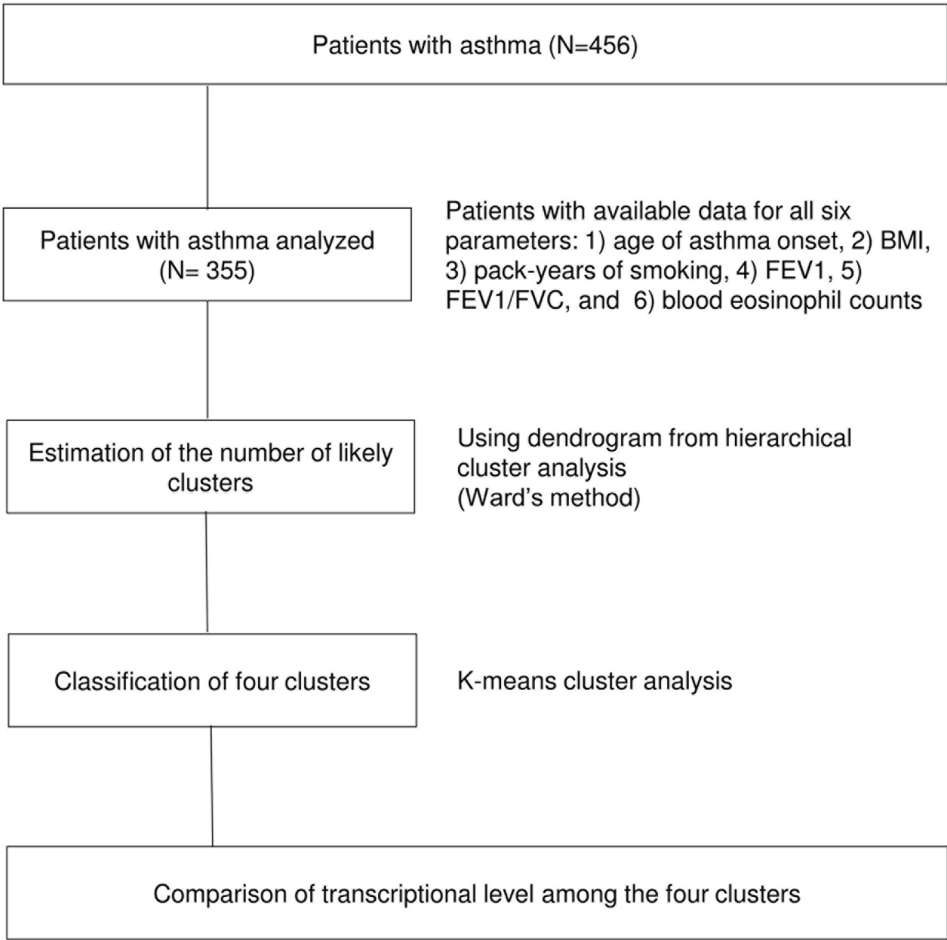 Patients with asthma (N=456)
Patients with asthma analyzed
(N= 355)
Patients with available data for all six
parameters: 1) age of asthma onset, 2) BMI,
3) pack-years of smoking, 4) FEV1, 5)
FEV1/FVC, and 6) blood eosinophil counts
Estimation of the number of likely
clusters
Using dendrogram from hierarchical
cluster analysis
(Ward's method)
Classification of four clusters
K-means cluster analysis
Comparison of transcriptional level among the four clusters